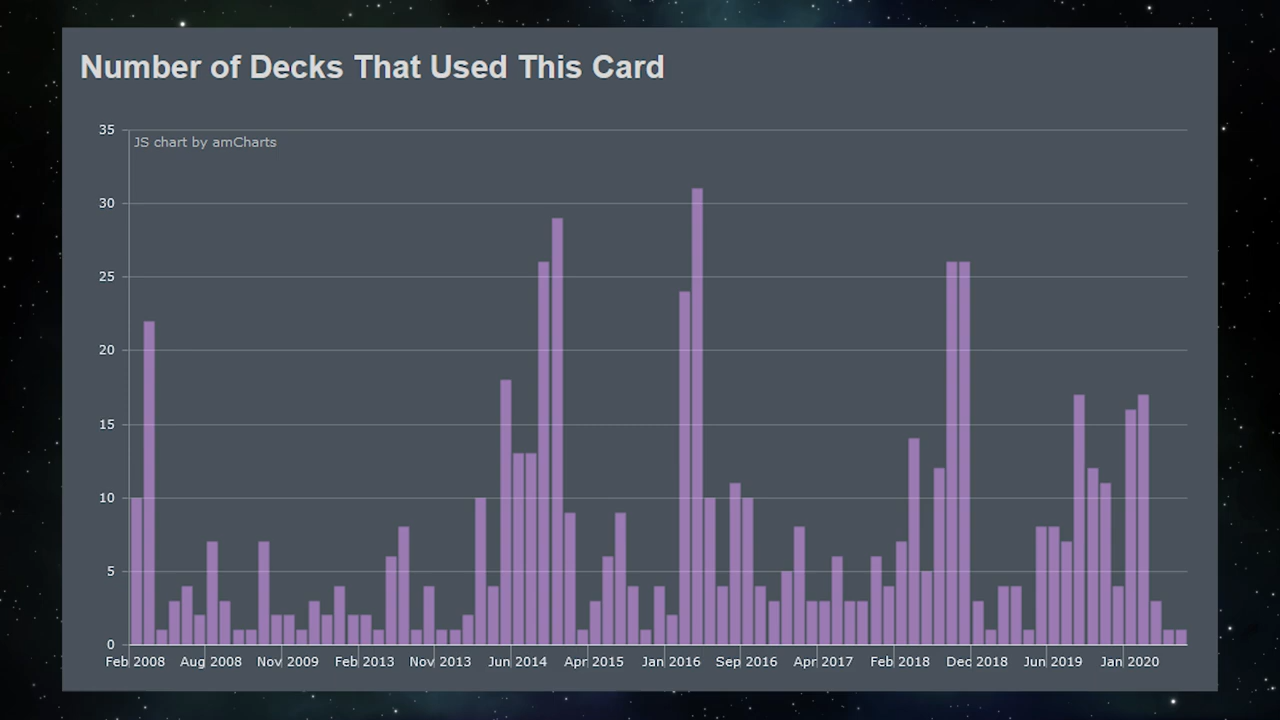 Number of Decks That Used This Card
35
JS chart by amCharts
30
25
20
15
10
5
0
Feb 2008 Aug 2008 Nov 2009 Feb 2013 Nov 2013 Jun 2014 Apr 2015 Jan 2016 Sep 2016 Apr 2017 Feb 2018 Dec 2018 Jun 2019 Jan 2020